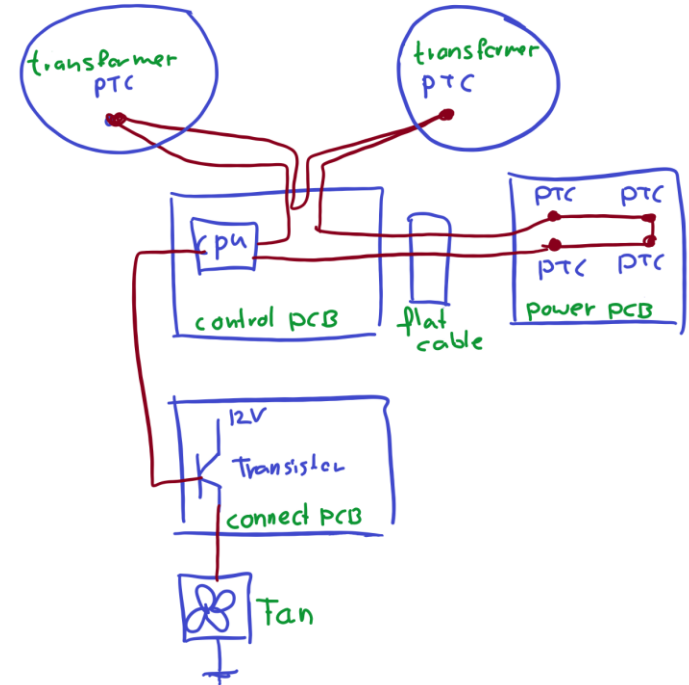 transformer
PTC
transformer
PTC
cpu
control PCB
flat
cable
PTC
PTC
PTC
PTC
Power PCB
12V
Transistor
connect PCB
Fan